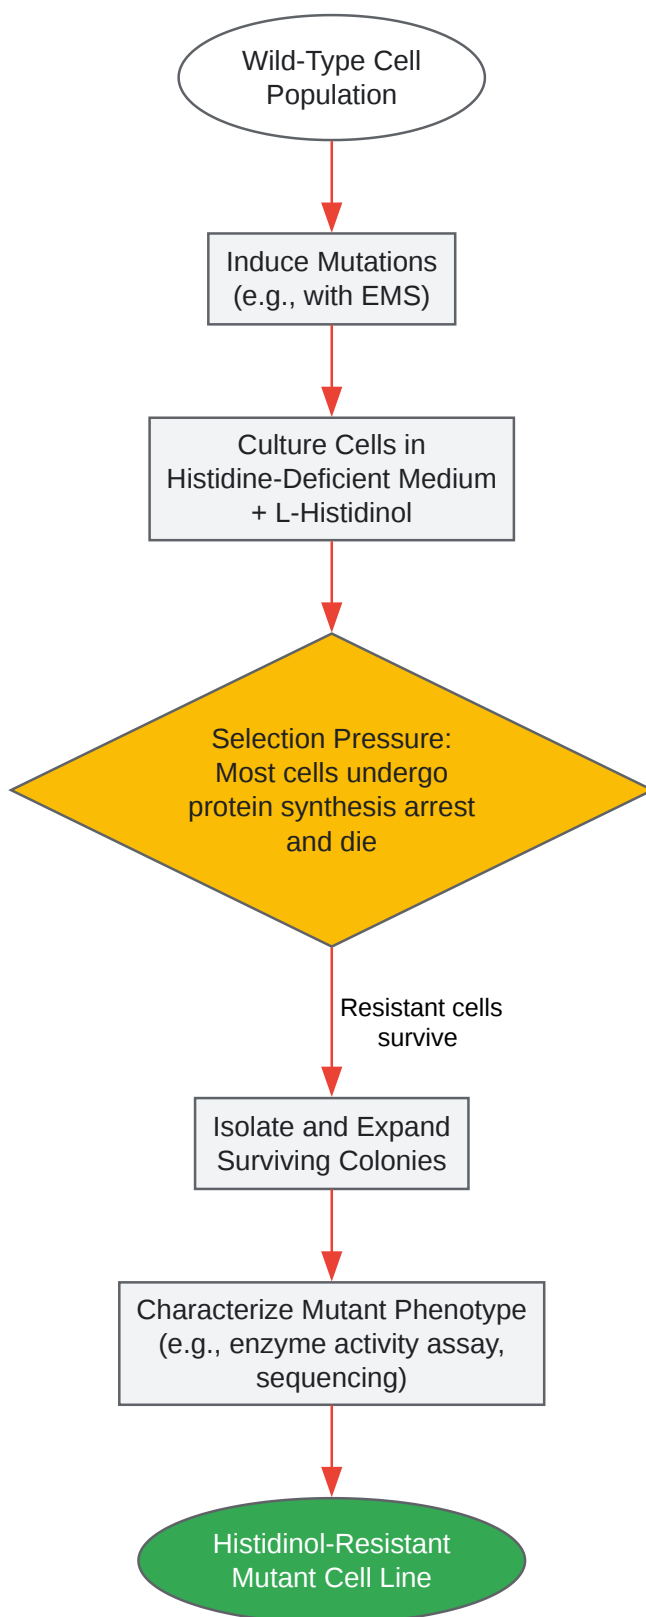 Wild-Type Cell
Population
Induce Mutations
(e.g., with EMS)
Culture Cells in
Histidine-Deficient Medium
+ L-Histidinol
Selection Pressure:
Most cells undergo
protein synthesis arrest
and die
Resistant cells
survive
Isolate and Expand
Surviving Colonies
Characterize Mutant Phenotype
(e.g., enzyme activity assay,
sequencing)
Histidinol-Resistant
Mutant Cell Line